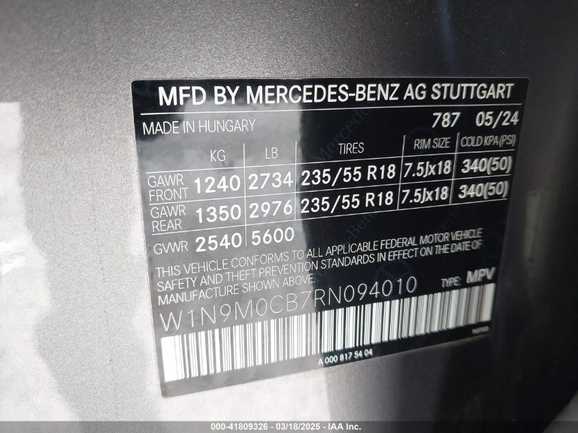 MFD BY MERCEDES-BENZ AG STUTTGART
MADE IN HUNGARY 787 05/24
KG LB TIRES RIM SIZE COLD KPA(PSI)
GAWR FRONT 1240 2734 235/55 R18 7.5Jx18 340(50)
GAWR REAR 1350 2976 235/55 R18 7.5Jx18 340(50)
GVWR 2540 5600
THIS VEHICLE CONFORMS TO ALL APPLICABLE FEDERAL MOTOR VEHICLE
SAFETY AND THEFT PREVENTION STANDARDS IN EFFECT ON THE DATE
OF MANUFACTURE SHOWN ABOVE.
W1N9M0CB7RN094010 TYPE: MPV
A 000 817 54 04
000-41809326 • 03/18/2025 • IAA Inc.